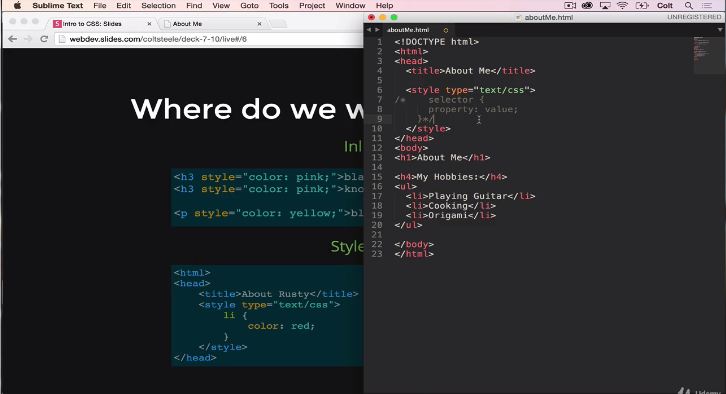 Sublime Text File Edit Selection Find View Goto Tools Project Window Help Colt
Intro to CSS: Slides
About Me
webdev.slides.com/coltsteele/deck-7-10/live#/6
Where do we w
Inl
<h3 style="color: pink;">bla
<h3 style="color: pink;">kno
<p style="color: yellow;">bl
Style
<html>
<head>
<title>About Rusty</title>
<style type="text/css">
li {
color: red;
}
</style>
</head>
aboutMe.html
UNREGISTERED
aboutMe.html
1 <!DOCTYPE html>
2 <html>
3 <head>
4 <title>About Me</title>
5
6 <style type="text/css">
7 /* selector {
8 property: value;
9 }*/
10 </style>
11 </head>
12 <body>
13 <h1>About Me</h1>
14
15 <h4>My Hobbies:</h4>
16 <ul>
17 <li>Playing Guitar</li>
18 <li>Cooking</li>
19 <li>Origami</li>
20 </ul>
21
22 </body>
23 </html>
Udemy